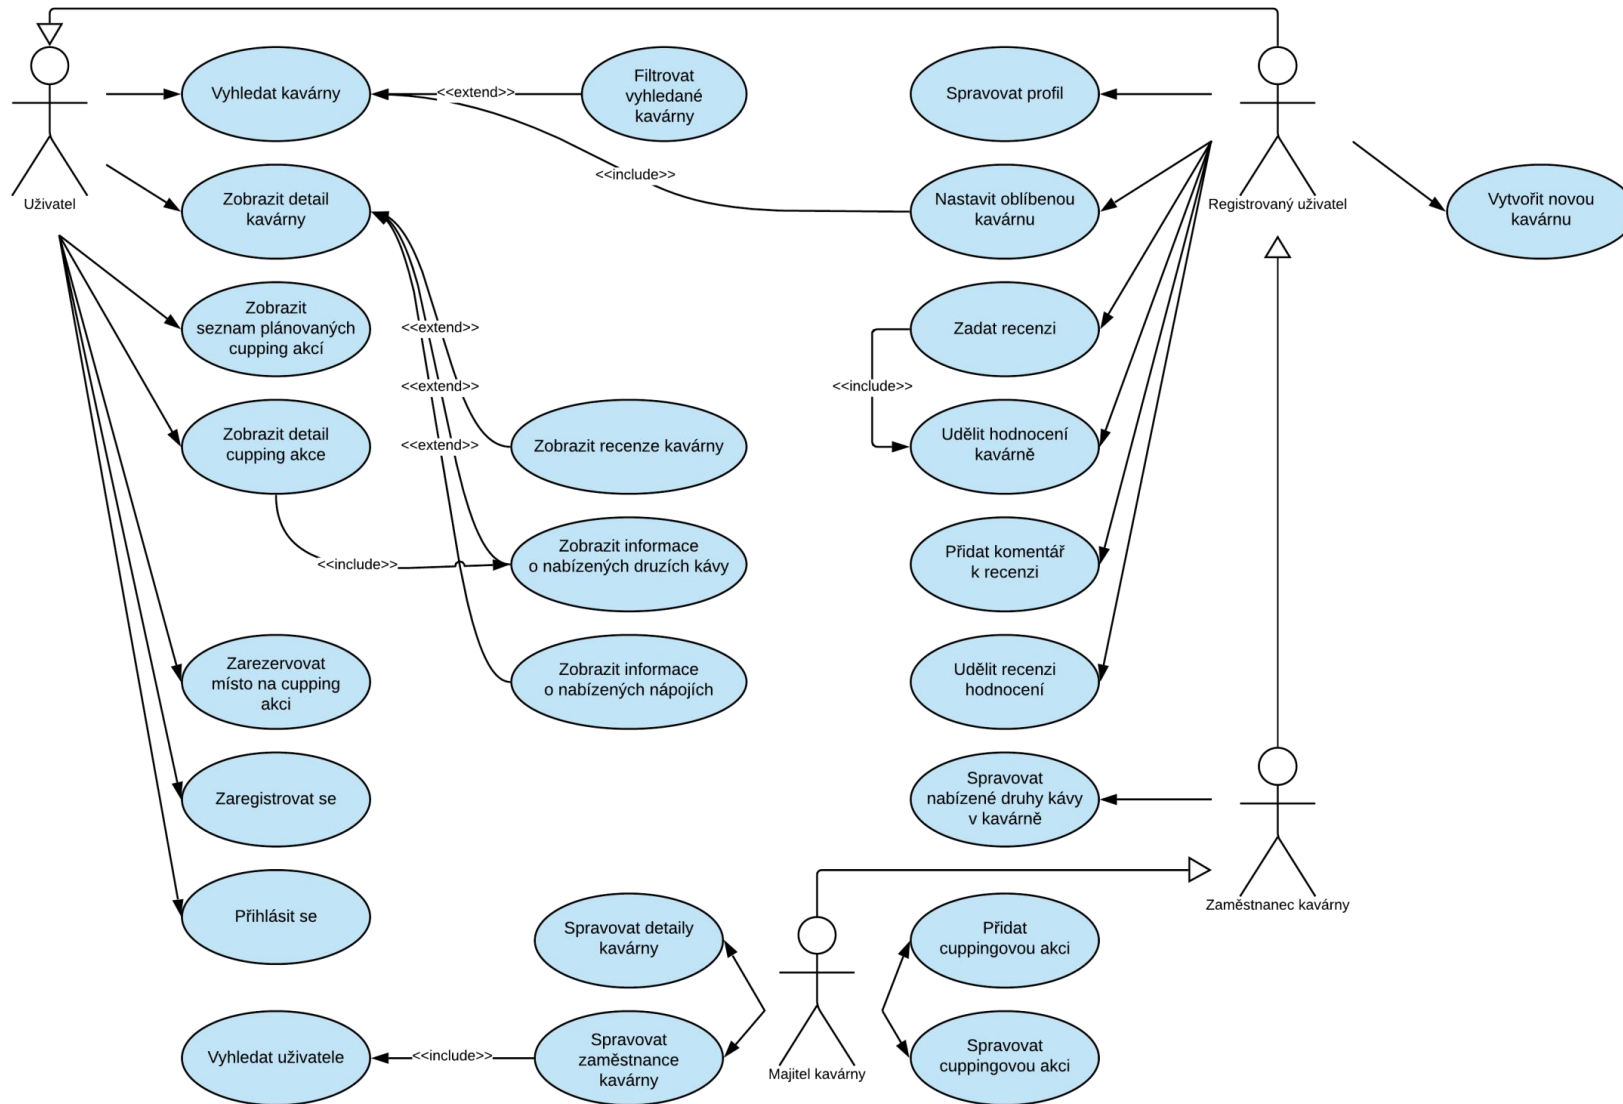 Vyhledat kavárny
<<extend>>
Filtrovat
vyhledané
kavárny
Spravovat profil
<<include>>
Uživatel
Zobrazit detail
kavárny
Nastavit oblíbenou
kavárnu
Registrovaný uživatel
Vytvořit novou
kavárnu
Zobrazit
seznam plánovaných
cupping akcí
<<extend>>
Zadat recenzi
<<extend>>
<<include>>
Zobrazit detail
cupping akce
<<extend>>
Zobrazit recenze kavárny
Udělit hodnocení
kavárně
<<include>>
Zobrazit informace
o nabízených druzích kávy
Přidat komentář
k recenzi
Zarezervovat
místo na cupping
akci
Zobrazit informace
o nabízených nápojích
Udělit recenzi
hodnocení
Zaregistrovat se
Spravovat
nabízené druhy kávy
v kavárně
Zaměstnanec kavárny
Přihlásit se
Spravovat detaily
kavárny
Přidat
cuppingovou akci
Vyhledat uživatele
<<include>>
Spravovat
zaměstnance
kavárny
Majitel kavárny
Spravovat
cuppingovou akci